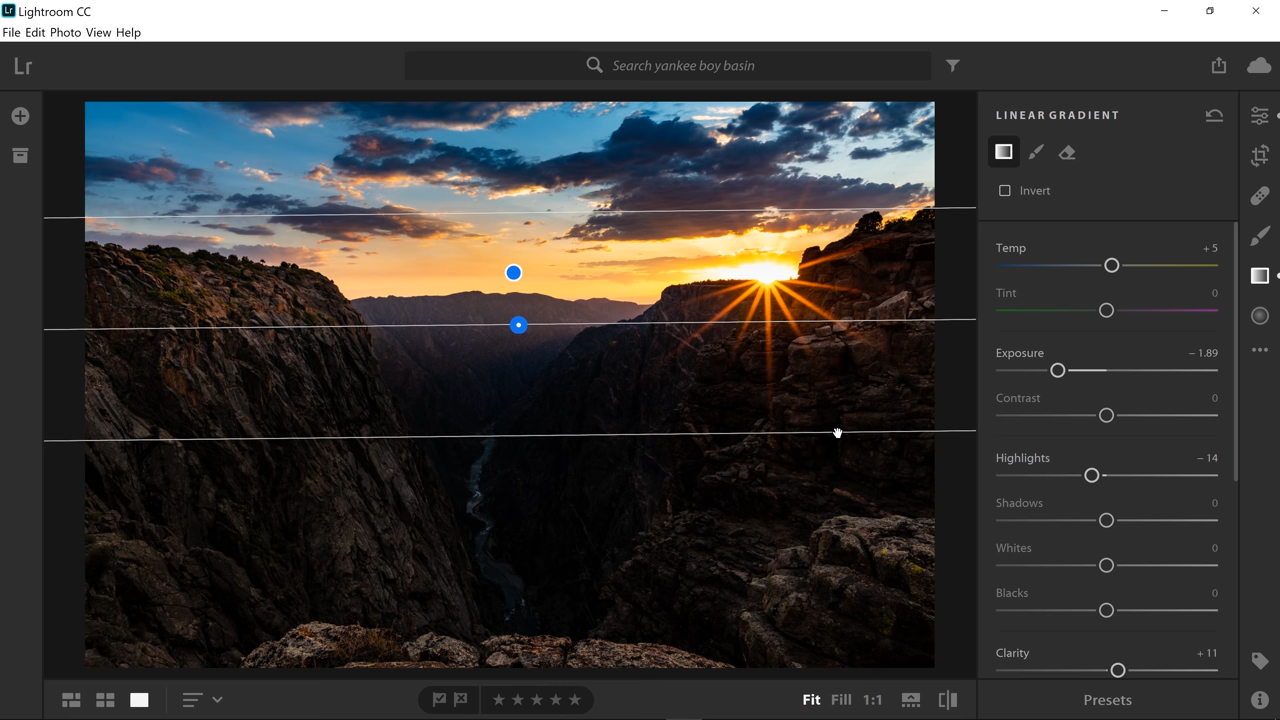 Lr Lightroom CC
File Edit Photo View Help
Lr
Search yankee boy basin
LINEAR GRADIENT
Invert
Temp +5
Tint 0
Exposure –1.89
Contrast 0
Highlights –14
Shadows 0
Whites 0
Blacks 0
Clarity +11
Fit Fill 1:1
Presets